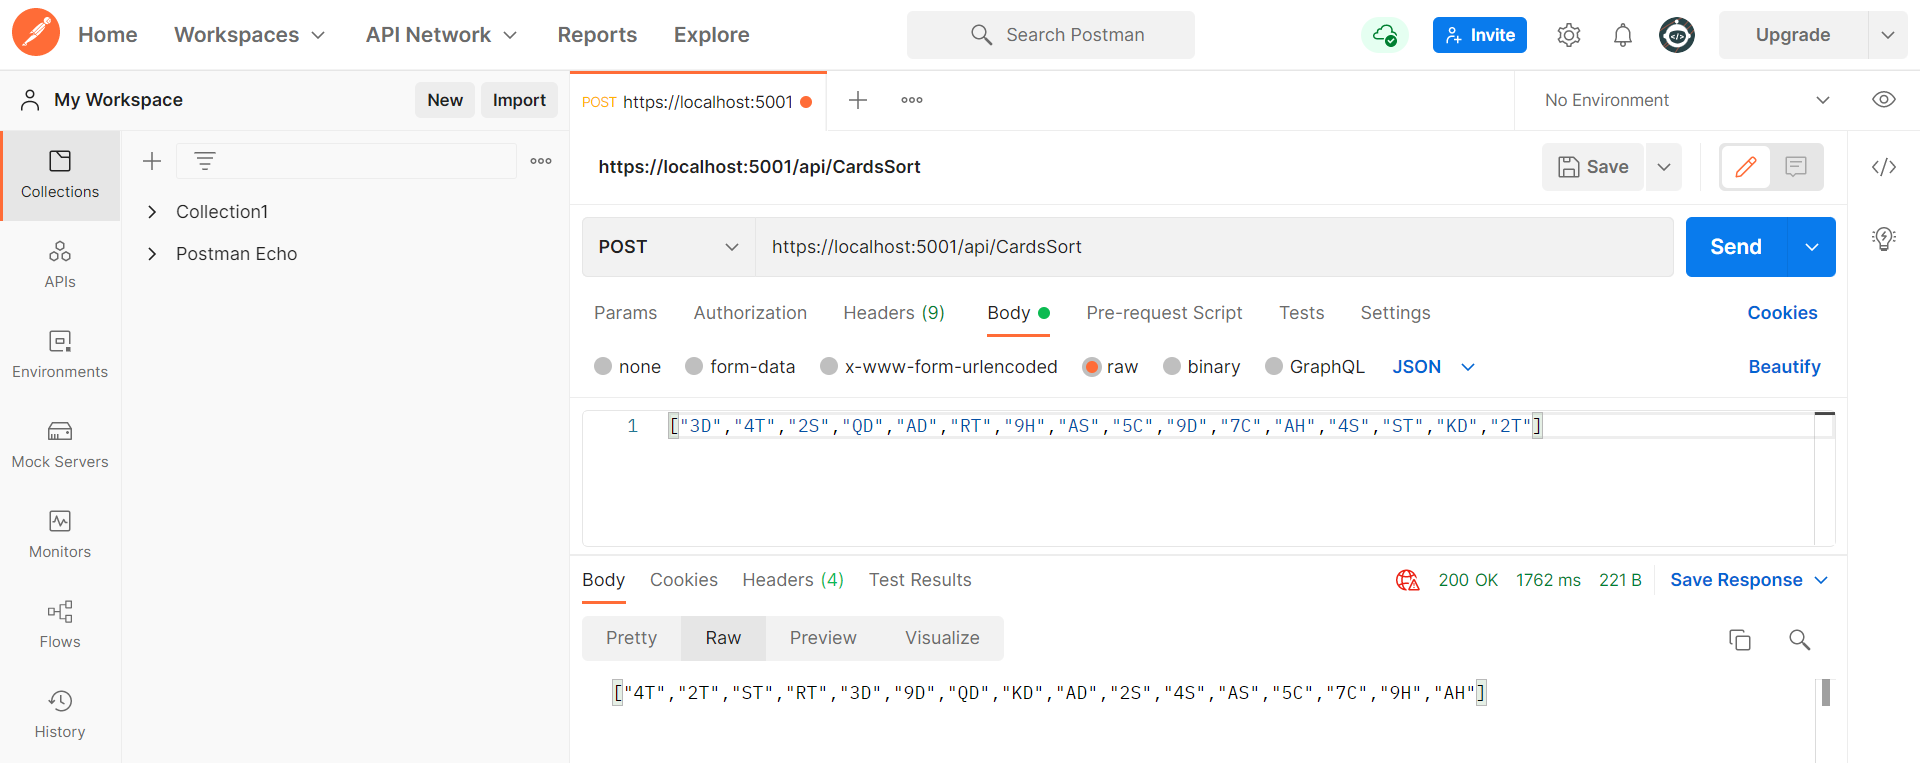 Home Workspaces API Network Reports Explore Search Postman Invite Upgrade
My Workspace New Import POST https://localhost:5001 No Environment
Collections
APIs
Environments
Mock Servers
Monitors
Flows
History
Collection1
Postman Echo
https://localhost:5001/api/CardsSort Save
POST https://localhost:5001/api/CardsSort Send
Params Authorization Headers (9) Body Pre-request Script Tests Settings Cookies
none form-data x-www-form-urlencoded raw binary GraphQL JSON Beautify
1 ["3D","4T","2S","QD","AD","RT","9H","AS","5C","9D","7C","AH","4S","ST","KD","2T"]
Body Cookies Headers (4) Test Results 200 OK 1762 ms 221 B Save Response
Pretty Raw Preview Visualize
["4T","2T","ST","RT","3D","9D","QD","KD","AD","2S","4S","AS","5C","7C","9H","AH"]